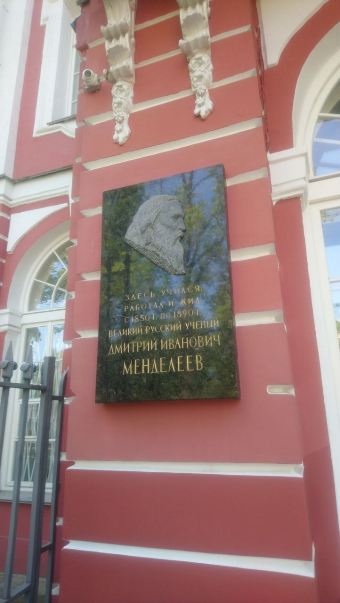 ЗДЕСЬ УЧИЛСЯ,
РАБОТАЛ И ЖИЛ
С 1850 Г. ПО 1890 Г.
ВЕЛИКИЙ РУССКИЙ УЧЕНЫЙ
ДМИТРИЙ ИВАНОВИЧ
МЕНДЕЛЕЕВ